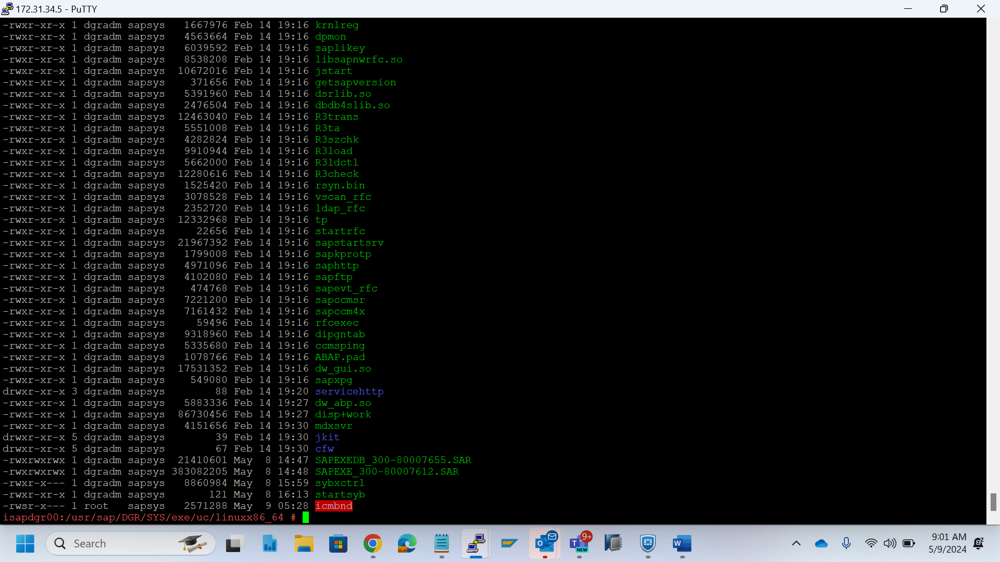 172.31.34.5 - PuTTY
-rwxr-xr-x 1 dgradm sapsys   1667976 Feb 14 19:16 krnlreg
-rwxr-xr-x 1 dgradm sapsys   4563664 Feb 14 19:16 dpmon
-rwxr-xr-x 1 dgradm sapsys   6039592 Feb 14 19:16 saplikey
-rwxr-xr-x 1 dgradm sapsys   8538208 Feb 14 19:16 libsapnwrfc.so
-rwxr-xr-x 1 dgradm sapsys  10672016 Feb 14 19:16 jstart
-rwxr-xr-x 1 dgradm sapsys    371656 Feb 14 19:16 getsapversion
-rwxr-xr-x 1 dgradm sapsys   5391960 Feb 14 19:16 dsrlib.so
-rwxr-xr-x 1 dgradm sapsys   2476504 Feb 14 19:16 dbdb4slib.so
-rwxr-xr-x 1 dgradm sapsys  12463040 Feb 14 19:16 R3trans
-rwxr-xr-x 1 dgradm sapsys   5551008 Feb 14 19:16 R3ta
-rwxr-xr-x 1 dgradm sapsys   4282824 Feb 14 19:16 R3szchk
-rwxr-xr-x 1 dgradm sapsys   9910944 Feb 14 19:16 R3load
-rwxr-xr-x 1 dgradm sapsys   5662000 Feb 14 19:16 R3ldctl
-rwxr-xr-x 1 dgradm sapsys  12280616 Feb 14 19:16 R3check
-rwxr-xr-x 1 dgradm sapsys   1525420 Feb 14 19:16 rsyn.bin
-rwxr-xr-x 1 dgradm sapsys   3078528 Feb 14 19:16 vscan_rfc
-rwxr-xr-x 1 dgradm sapsys   2352720 Feb 14 19:16 ldap_rfc
-rwxr-xr-x 1 dgradm sapsys  12332968 Feb 14 19:16 tp
-rwxr-xr-x 1 dgradm sapsys     22656 Feb 14 19:16 startrfc
-rwxr-xr-x 1 dgradm sapsys  21967392 Feb 14 19:16 sapstartsrv
-rwxr-xr-x 1 dgradm sapsys   1799008 Feb 14 19:16 sapkprotp
-rwxr-xr-x 1 dgradm sapsys   4971096 Feb 14 19:16 saphttp
-rwxr-xr-x 1 dgradm sapsys   4102080 Feb 14 19:16 sapftp
-rwxr-xr-x 1 dgradm sapsys    474768 Feb 14 19:16 sapevt_rfc
-rwxr-xr-x 1 dgradm sapsys   7221200 Feb 14 19:16 sapccmsr
-rwxr-xr-x 1 dgradm sapsys   7161432 Feb 14 19:16 sapccm4x
-rwxr-xr-x 1 dgradm sapsys     59496 Feb 14 19:16 rfcexec
-rwxr-xr-x 1 dgradm sapsys   9318960 Feb 14 19:16 dipgntab
-rwxr-xr-x 1 dgradm sapsys   5335680 Feb 14 19:16 ccmsping
-rwxr-xr-x 1 dgradm sapsys   1078766 Feb 14 19:16 ABAP.pad
-rwxr-xr-x 1 dgradm sapsys  17531352 Feb 14 19:16 dw_gui.so
-rwxr-xr-x 1 dgradm sapsys    549080 Feb 14 19:16 sapxpg
drwxr-xr-x 3 dgradm sapsys        88 Feb 14 19:20 servicehttp
-rwxr-xr-x 1 dgradm sapsys   5883336 Feb 14 19:27 dw_abp.so
-rwxr-xr-x 1 dgradm sapsys  86730456 Feb 14 19:27 disp+work
-rwxr-xr-x 1 dgradm sapsys   4151656 Feb 14 19:30 mdxsvr
drwxr-xr-x 5 dgradm sapsys        39 Feb 14 19:30 jkit
drwxr-xr-x 5 dgradm sapsys        67 Feb 14 19:30 cfw
-rwxrwxrwx 1 dgradm sapsys  21410601 May  8 14:47 SAPEXEDB_300-80007655.SAR
-rwxrwxrwx 1 dgradm sapsys 383082205 May  8 14:48 SAPEXE_300-80007612.SAR
-rwxr-x--- 1 dgradm sapsys   8860984 May  8 15:59 sybxctrl
-rwxr-xr-x 1 dgradm sapsys       121 May  8 16:13 startsyb
-rwsr-x--- 1 root   sapsys   2571288 May  9 05:28 icmbnd
isapdgr00:/usr/sap/DGR/SYS/exe/uc/linuxx86_64 #
Search
9+
NEW
9:01 AM
5/9/2024